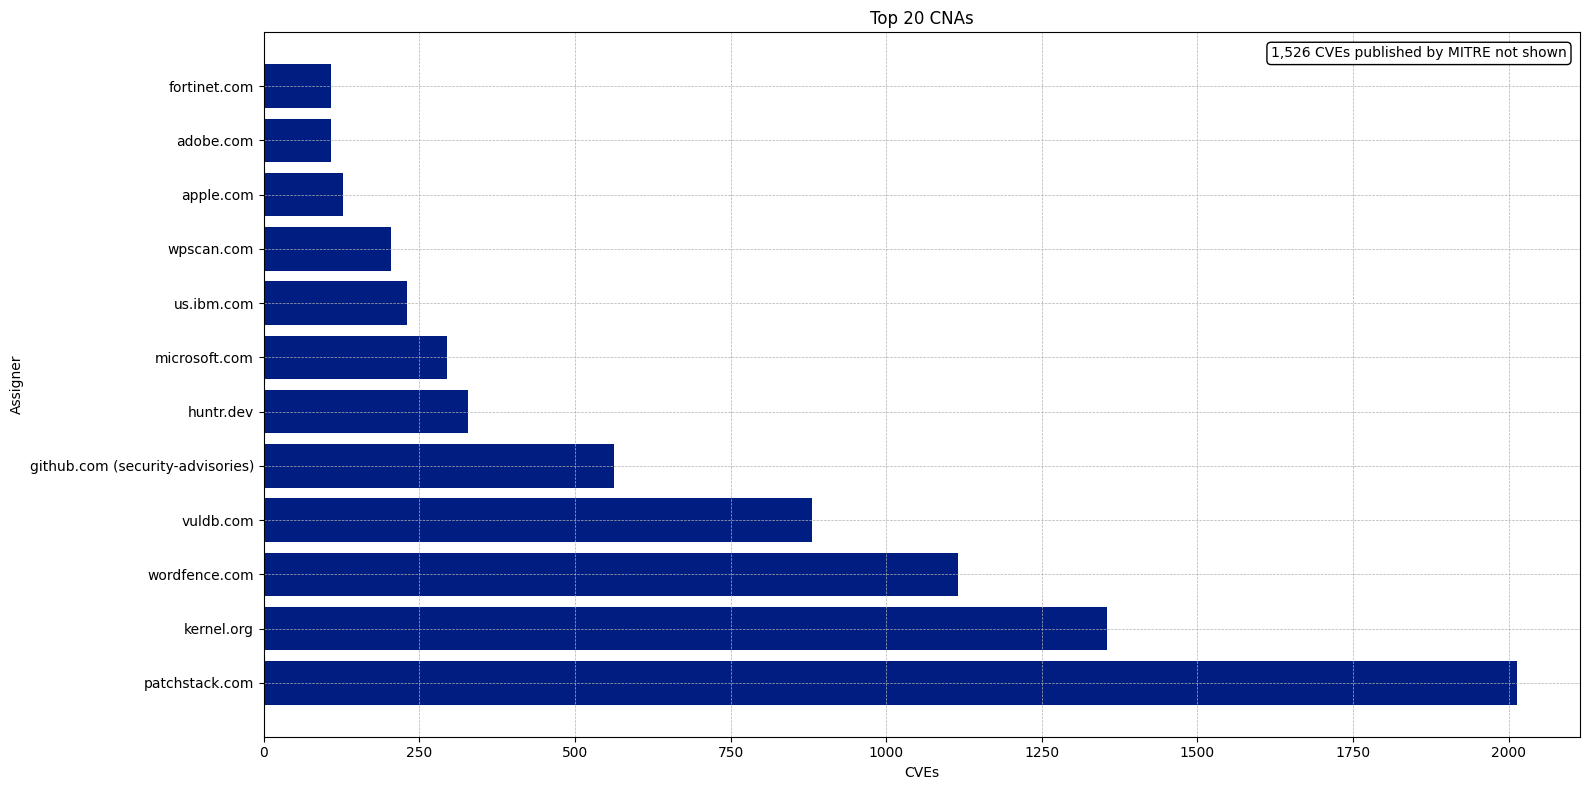 Top 20 CNAs
1,526 CVEs published by MITRE not shown
fortinet.com
adobe.com
apple.com
wpscan.com
us.ibm.com
microsoft.com
huntr.dev
github.com (security-advisories)
vuldb.com
wordfence.com
kernel.org
patchstack.com
Assigner
0 250 500 750 1000 1250 1500 1750 2000
CVEs